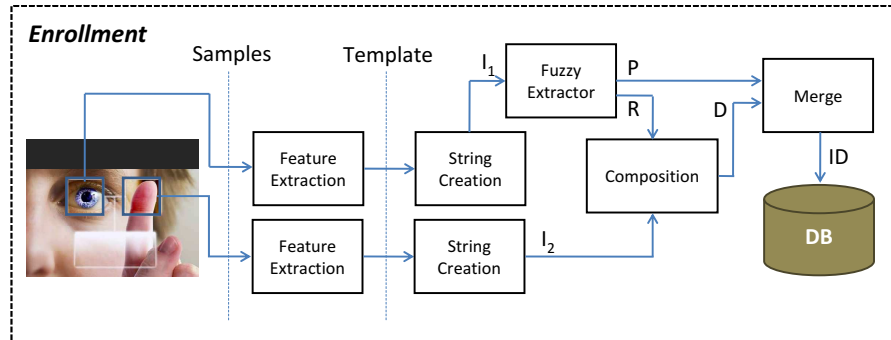 Enrollment
Samples
Template
I1
Fuzzy
Extractor
P
R
D
Merge
Feature
Extraction
String
Creation
Composition
ID
Feature
Extraction
String
Creation
I2
DB